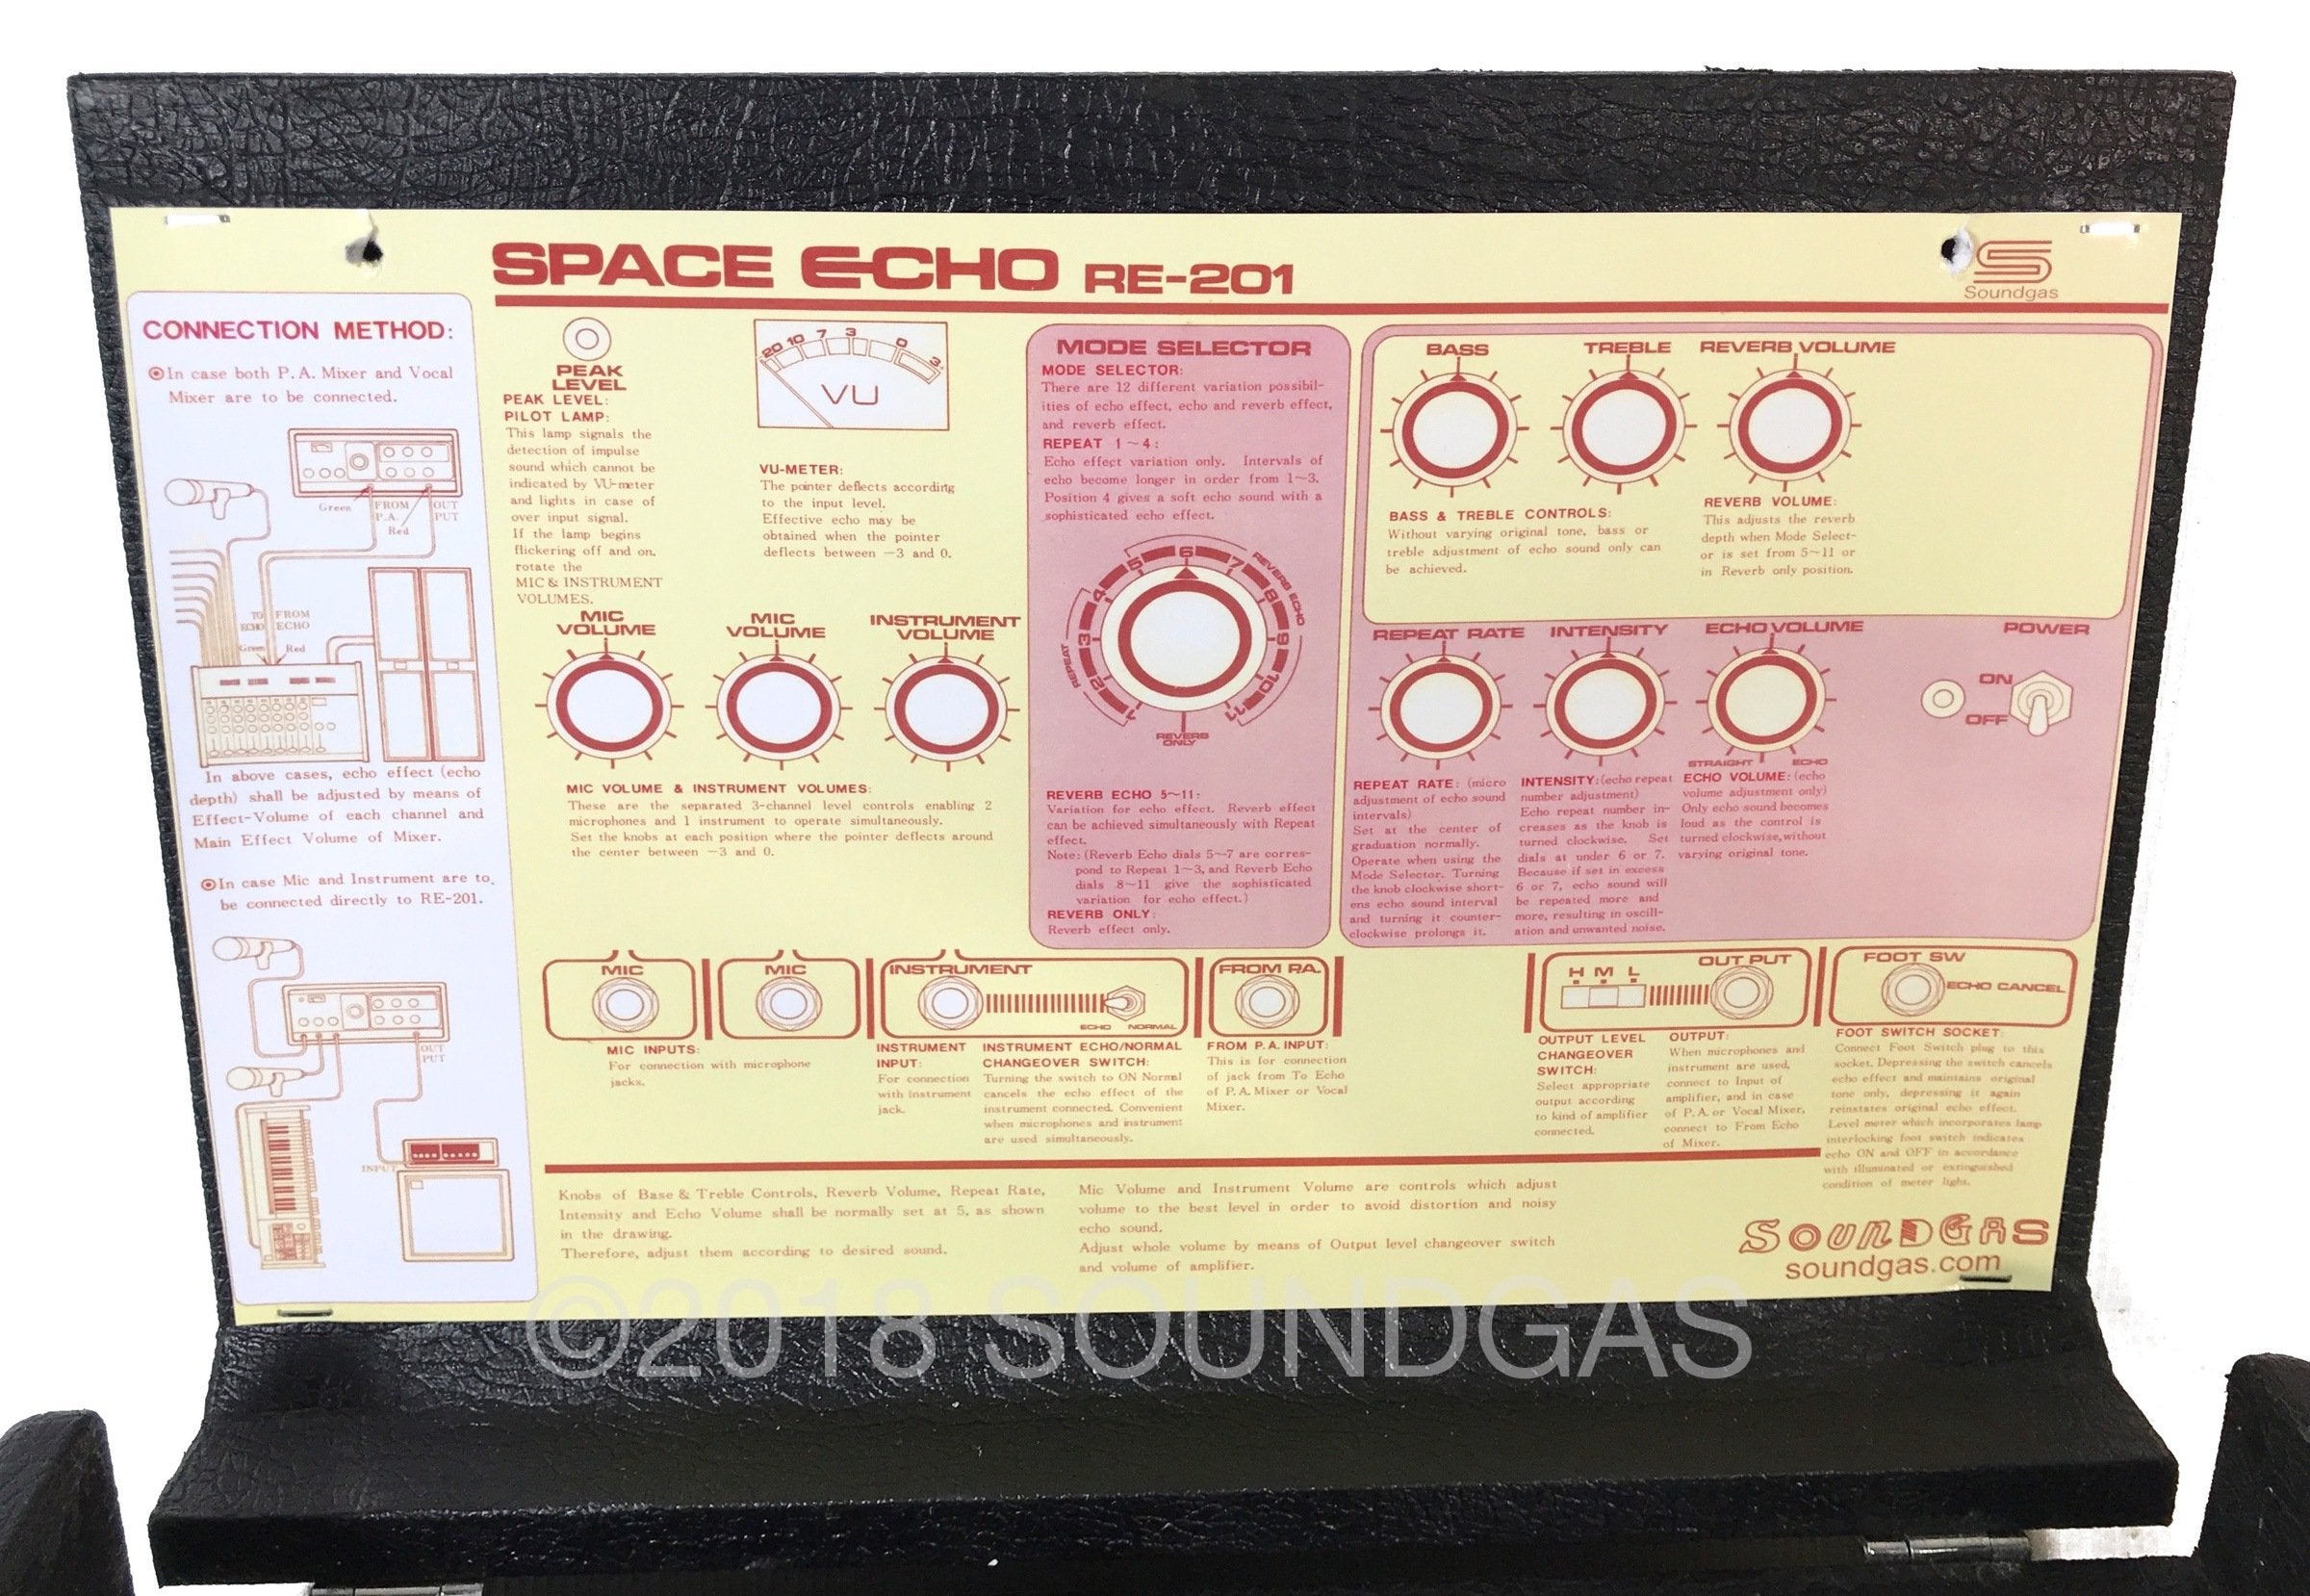 SPACE ECHO RE-201
S
Soundgas
CONNECTION METHOD:
In case both P.A. Mixer and Vocal
Mixer are to be connected.
Green
FROM
P.A.
Red
OUT
PUT
TO
ECHO
FROM
ECHO
Green
Red
In above cases, echo effect (echo
depth) shall be adjusted by means of
Effect-Volume of each channel and
Main Effect Volume of Mixer.
In case Mic and Instrument are to
be connected directly to RE-201.
OUT
PUT
INPUT
PEAK
LEVEL
PEAK LEVEL:
PILOT LAMP:
This lamp signals the
detection of impulse
sound which cannot be
indicated by VU-meter
and lights in case of
over input signal.
If the lamp begins
flickering off and on,
rotate the
MIC & INSTRUMENT
VOLUMES.
20 10 7 3 0 3
VU
VU-METER:
The pointer deflects according
to the input level.
Effective echo may be
obtained when the pointer
deflects between -3 and 0.
MIC
VOLUME
MIC
VOLUME
INSTRUMENT
VOLUME
MIC VOLUME & INSTRUMENT VOLUMES:
These are the separated 3-channel level controls enabling 2
microphones and 1 instrument to operate simultaneously.
Set the knobs at each position where the pointer deflects around
the center between -3 and 0.
MODE SELECTOR
MODE SELECTOR:
There are 12 different variation possibil-
ities of echo effect, echo and reverb effect,
and reverb effect.
REPEAT 1~4:
Echo effect variation only. Intervals of
echo become longer in order from 1~3.
Position 4 gives a soft echo sound with a
sophisticated echo effect.
1 2 3 4 5 6 7 8 9 10 11
REPEAT
REVERB ECHO
REVERB
ONLY
REVERB ECHO 5~11:
Variation for echo effect. Reverb effect
can be achieved simultaneously with Repeat
effect.
Note: (Reverb Echo dials 5~7 are corres-
pond to Repeat 1~3, and Reverb Echo
dials 8~11 give the sophisticated
variation for echo effect.)
REVERB ONLY:
Reverb effect only.
BASS
TREBLE
REVERB VOLUME
BASS & TREBLE CONTROLS:
Without varying original tone, bass or
treble adjustment of echo sound only can
be achieved.
REVERB VOLUME:
This adjusts the reverb
depth when Mode Select-
or is set from 5~11 or
in Reverb only position.
REPEAT RATE
INTENSITY
ECHO VOLUME
STRAIGHT
ECHO
POWER
ON
OFF
REPEAT RATE: (micro
adjustment of echo sound
intervals)
Set at the center of
graduation normally.
Operate when using the
Mode Selector. Turning
the knob clockwise short-
ens echo sound interval
and turning it counter-
clockwise prolongs it.
INTENSITY: (echo repeat
number adjustment)
Echo repeat number in-
creases as the knob is
turned clockwise. Set
dials at under 6 or 7.
Because if set in excess
6 or 7, echo sound will
be repeated more and
more, resulting in oscill-
ation and unwanted noise.
ECHO VOLUME: (echo
volume adjustment only)
Only echo sound becomes
loud as the control is
turned clockwise, without
varying original tone.
MIC
MIC
INSTRUMENT
ECHO
NORMAL
FROM P.A.
H M L
OUT PUT
FOOT SW
ECHO CANCEL
MIC INPUTS:
For connection with microphone
jacks.
INSTRUMENT
INPUT:
For connection
with instrument
jack.
INSTRUMENT ECHO/NORMAL
CHANGEOVER SWITCH:
Turning the switch to ON Normal
cancels the echo effect of the
instrument connected. Convenient
when microphones and instrument
are used simultaneously.
FROM P.A. INPUT:
This is for connection
of jack from To Echo
of P.A. Mixer or Vocal
Mixer.
OUTPUT LEVEL
CHANGEOVER
SWITCH:
Select appropriate
output according
to kind of amplifier
connected.
OUTPUT:
When microphones and
instrument are used,
connect to Input of
amplifier, and in case
of P.A. or Vocal Mixer,
connect to From Echo
of Mixer.
FOOT SWITCH SOCKET:
Connect Foot Switch plug to this
socket. Depressing the switch cancels
echo effect and maintains original
tone only, depressing it again
reinstates original echo effect.
Level meter which incorporates lamp
interlocking foot switch indicates
echo ON and OFF in accordance
with illuminated or extinguished
condition of meter light.
Knobs of Base & Treble Controls, Reverb Volume, Repeat Rate,
Intensity and Echo Volume shall be normally set at 5, as shown
in the drawing.
Therefore, adjust them according to desired sound.
Mic Volume and Instrument Volume are controls which adjust
volume to the best level in order to avoid distortion and noisy
echo sound.
Adjust whole volume by means of Output level changeover switch
and volume of amplifier.
SOUNDGAS
soundgas.com
©2018 SOUNDGAS